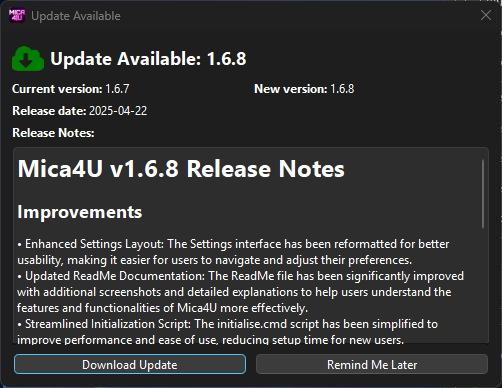 MICA
4U
Update Available
Update Available: 1.6.8
Current version: 1.6.7
New version: 1.6.8
Release date: 2025-04-22
Release Notes:
Mica4U v1.6.8 Release Notes
Improvements
• Enhanced Settings Layout: The Settings interface has been reformatted for better
usability, making it easier for users to navigate and adjust their preferences.
• Updated ReadMe Documentation: The ReadMe file has been significantly improved
with additional screenshots and detailed explanations to help users understand the
features and functionalities of Mica4U more effectively.
• Streamlined Initialization Script: The initialise.cmd script has been simplified to
improve performance and ease of use, reducing setup time for new users.
Download Update
Remind Me Later